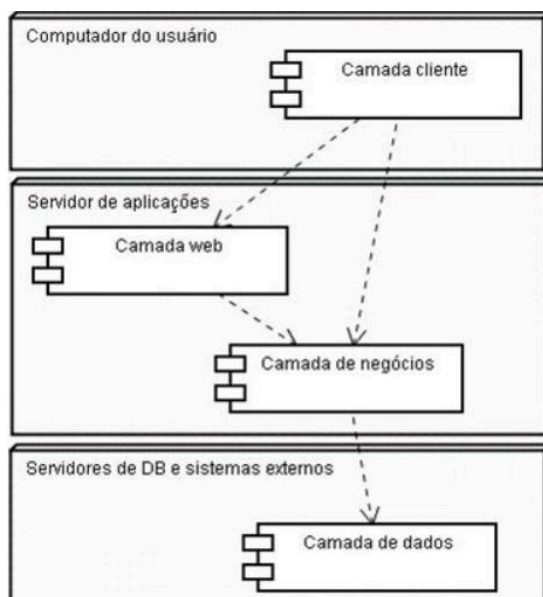 Computador do usuário
Camada cliente
Servidor de aplicações
Camada web
Camada de negócios
Servidores de DB e sistemas externos
Camada de dados